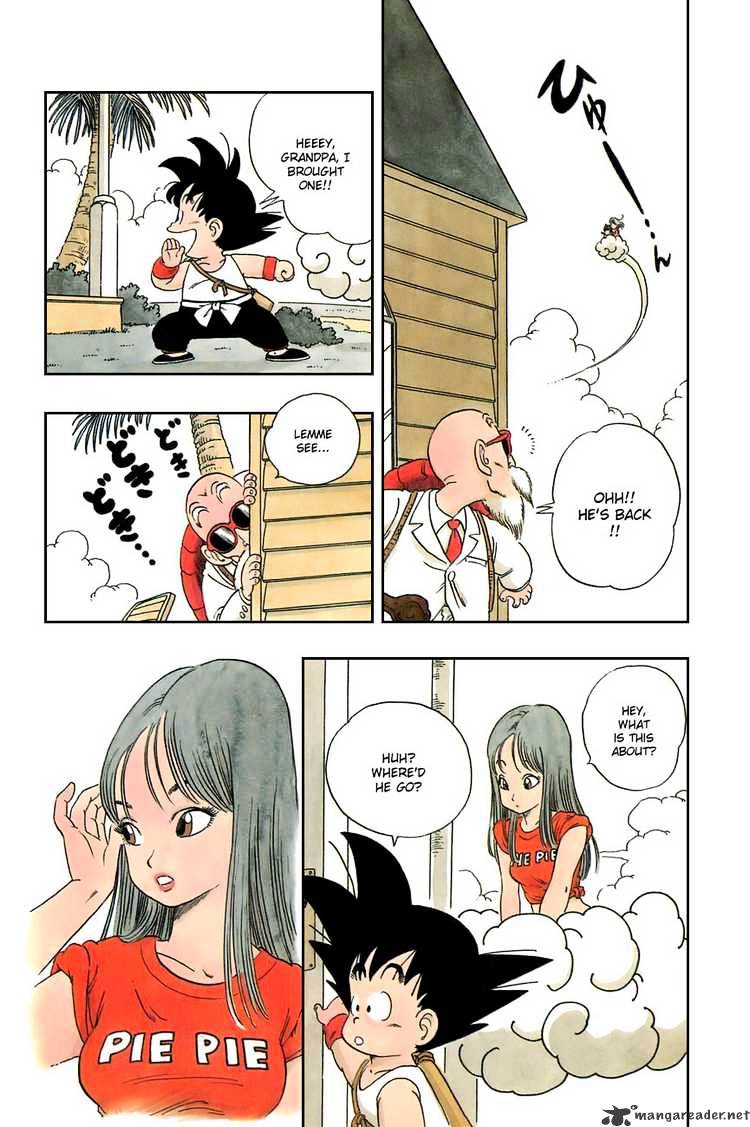 ひゅーん
OHH!!
HE'S BACK
!!
HEEEY,
GRANDPA, I
BROUGHT
ONE!!
LEMME
SEE...
どき
どき
どき...
HEY,
WHAT
IS THIS
ABOUT?
HUH?
WHERE'D
HE GO?
PIE PIE
PIE PIE
mangareader.net